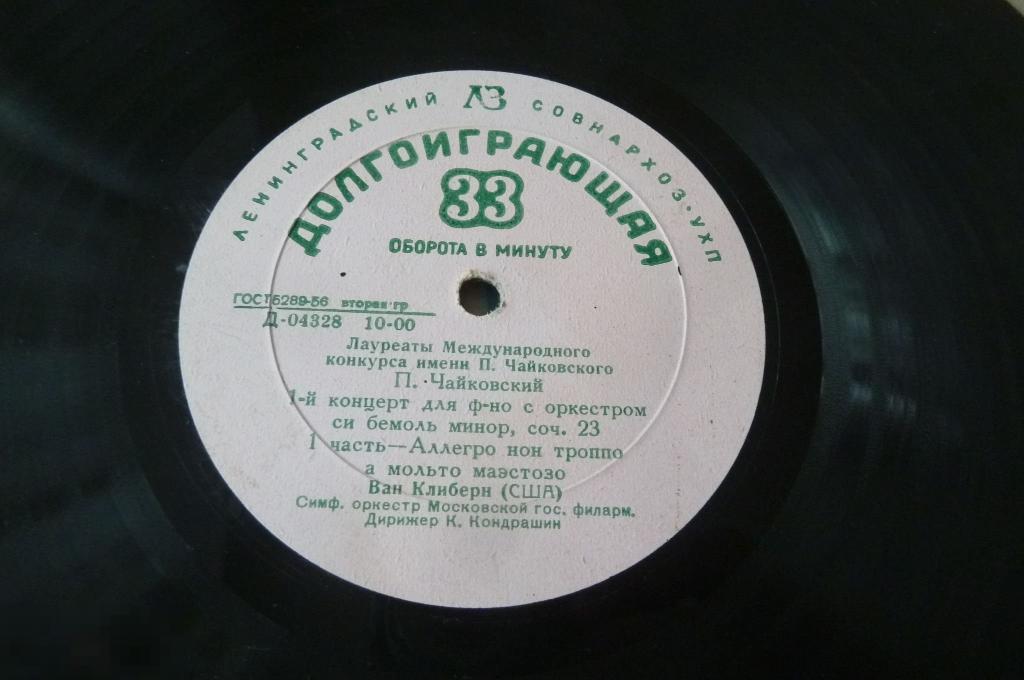 ЛЕНИНГРАДСКИЙ ЛЗ СОВНАРХОЗ·УХП
ДОЛГОИГРАЮЩАЯ
33
ОБОРОТА В МИНУТУ
ГОСТ 5289-56 вторая гр
Д-04328 10-00
Лауреаты Международного
конкурса имени П. Чайковского
П. Чайковский
1-й концерт для ф-но с оркестром
си бемоль минор, соч. 23
1 часть—Аллегро нон троппо
а мольто маэстозо
Ван Клиберн (США)
Симф. оркестр Московской гос. филарм.
Дирижер К. Кондрашин